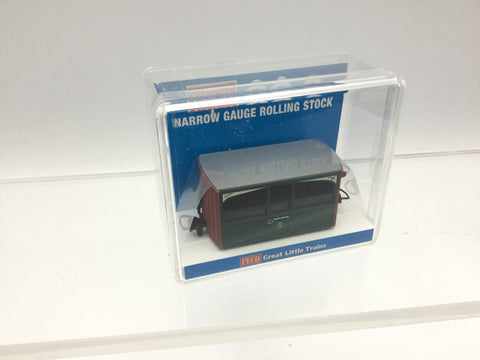 NARROW GAUGE ROLLING STOCK
PECO Great Little Trains